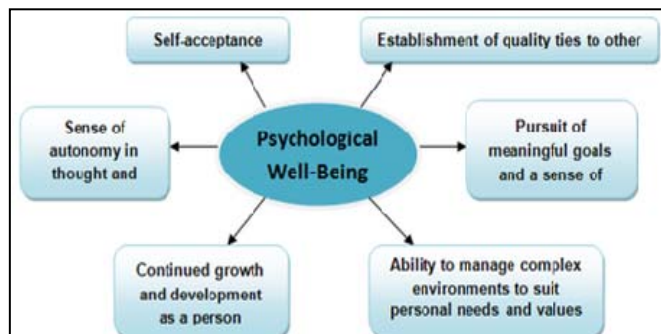 Self-acceptance
Establishment of quality ties to other
Sense of
autonomy in
thought and
Psychological
Well-Being
Pursuit of
meaningful goals
and a sense of
Continued growth
and development
as a person
Ability to manage complex
environments to suit
personal needs and values